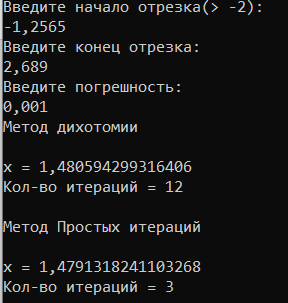 Введите начало отрезка(> -2):
-1,2565
Введите конец отрезка:
2,689
Введите погрешность:
0,001
Метод дихотомии
x = 1,480594299316406
Кол-во итераций = 12
Метод Простых итераций
x = 1,4791318241103268
Кол-во итераций = 3